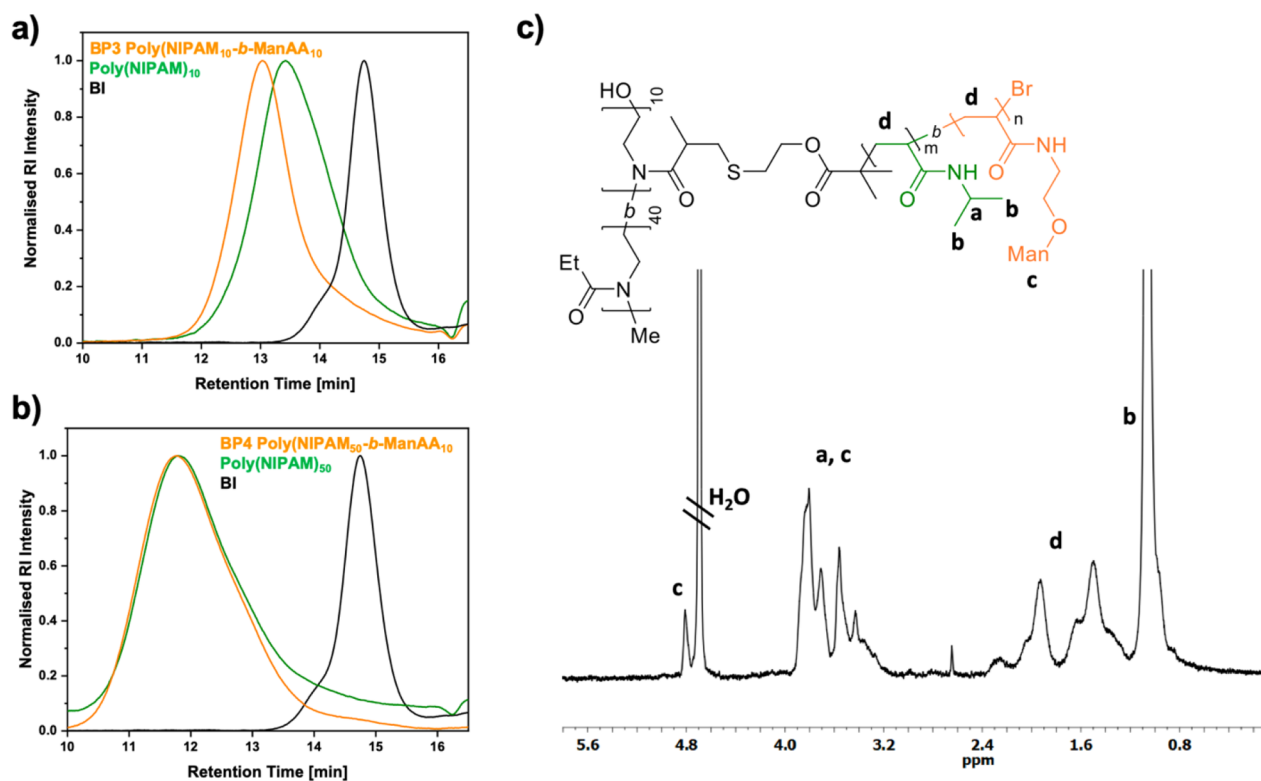 a)
BP3 Poly(NIPAM10-b-ManAA10
Poly(NIPAM)10
BI
Normalised RI Intensity
1.0
0.8
0.6
0.4
0.2
0.0
10 11 12 13 14 15 16
Retention Time [min]
b)
BP4 Poly(NIPAM50-b-ManAA10
Poly(NIPAM)50
BI
Normalised RI Intensity
1.0
0.8
0.6
0.4
0.2
0.0
10 11 12 13 14 15 16
Retention Time [min]
c)
HO
10
N
O
S
O
O
b
40
Et
N
O
Me
d
m
b
d
Br
n
O
NH
a
b
b
O
NH
O
Man
c
c
H2O
a, c
d
b
5.6 4.8 4.0 3.2 2.4 1.6 0.8
ppm